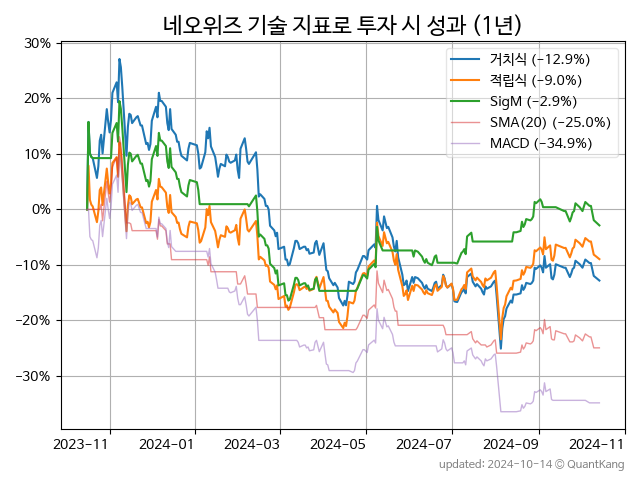 네오위즈 기술 지표로 투자 시 성과 (1년)
30%
20%
10%
0%
−10%
−20%
−30%
거치식 (−12.9%)
적립식 (−9.0%)
SigM (−2.9%)
SMA(20) (−25.0%)
MACD (−34.9%)
2023-11
2024-01
2024-03
2024-05
2024-07
2024-09
2024-11
updated: 2024-10-14 © QuantKang